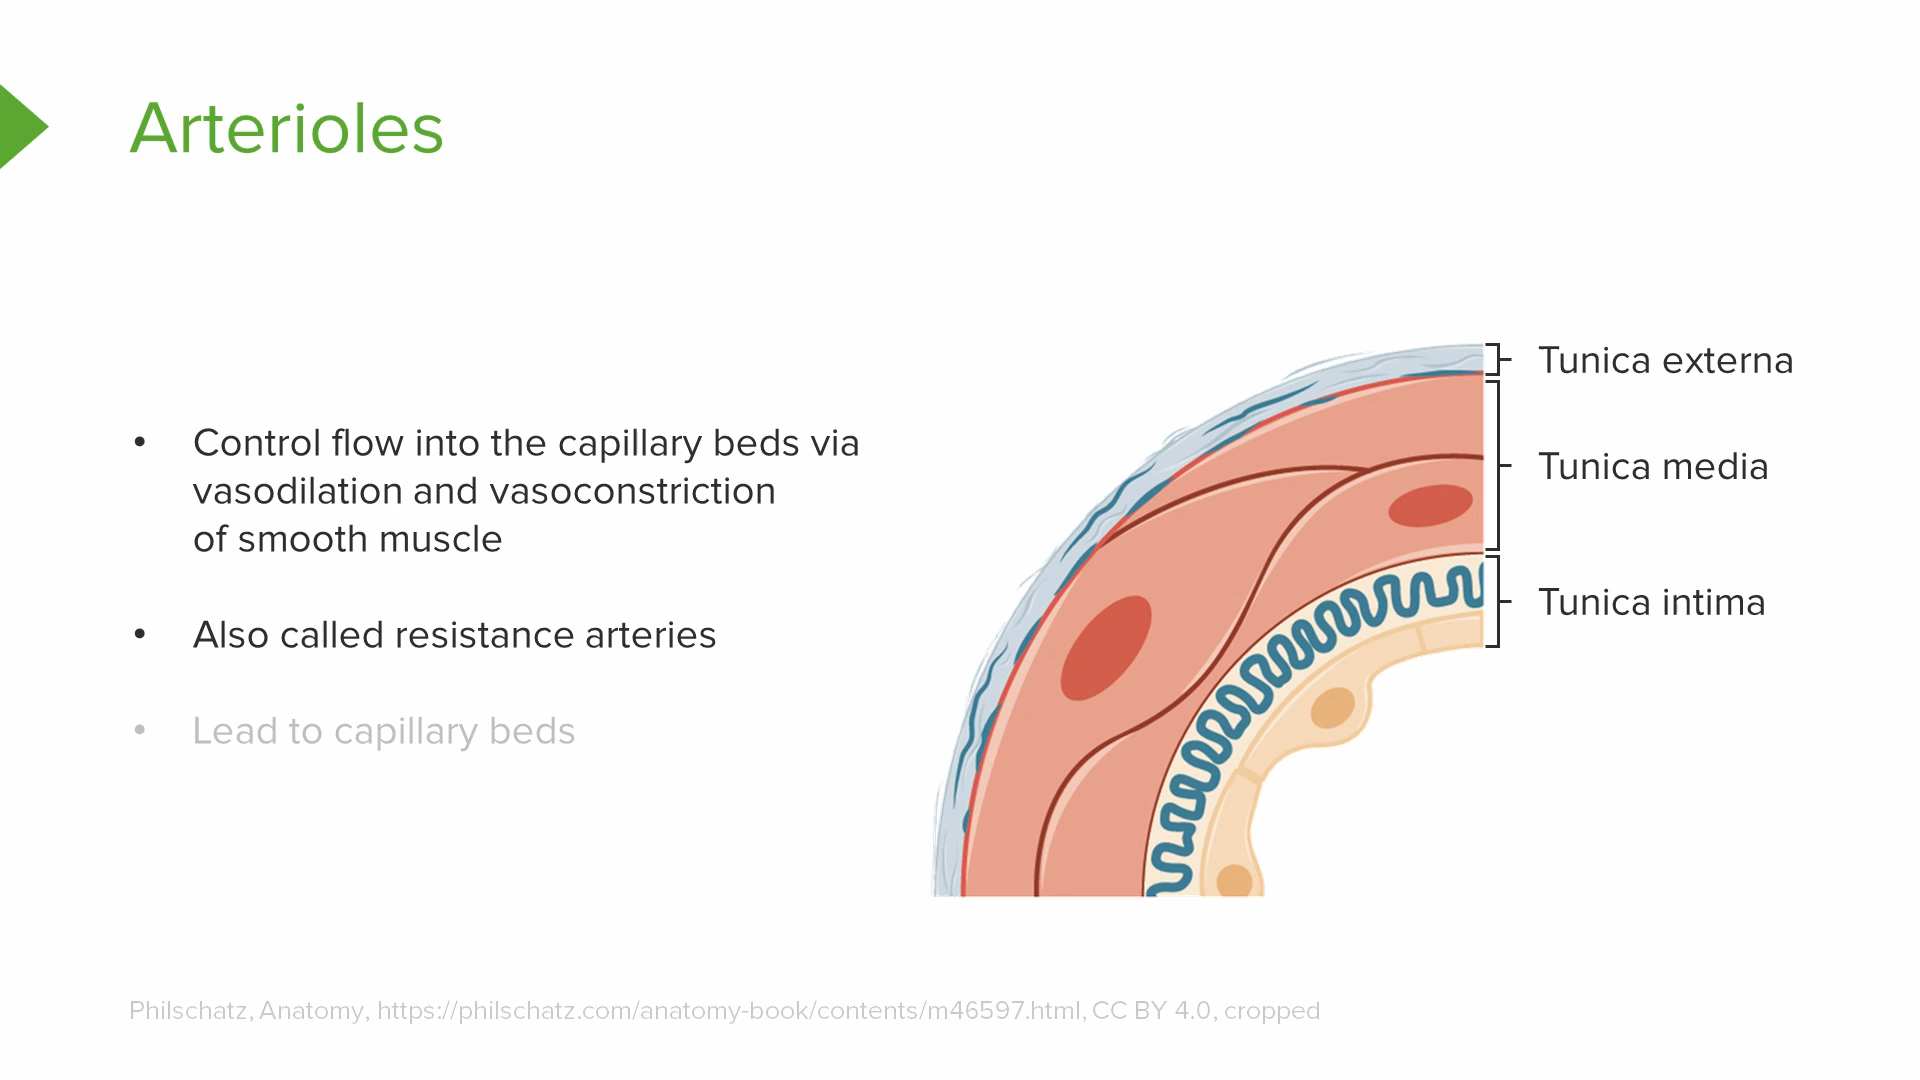 Arterioles
• Control flow into the capillary beds via
vasodilation and vasoconstriction
of smooth muscle
• Also called resistance arteries
• Lead to capillary beds
Tunica externa
Tunica media
Tunica intima
Philschatz, Anatomy, https://philschatz.com/anatomy-book/contents/m46597.html, CC BY 4.0, cropped